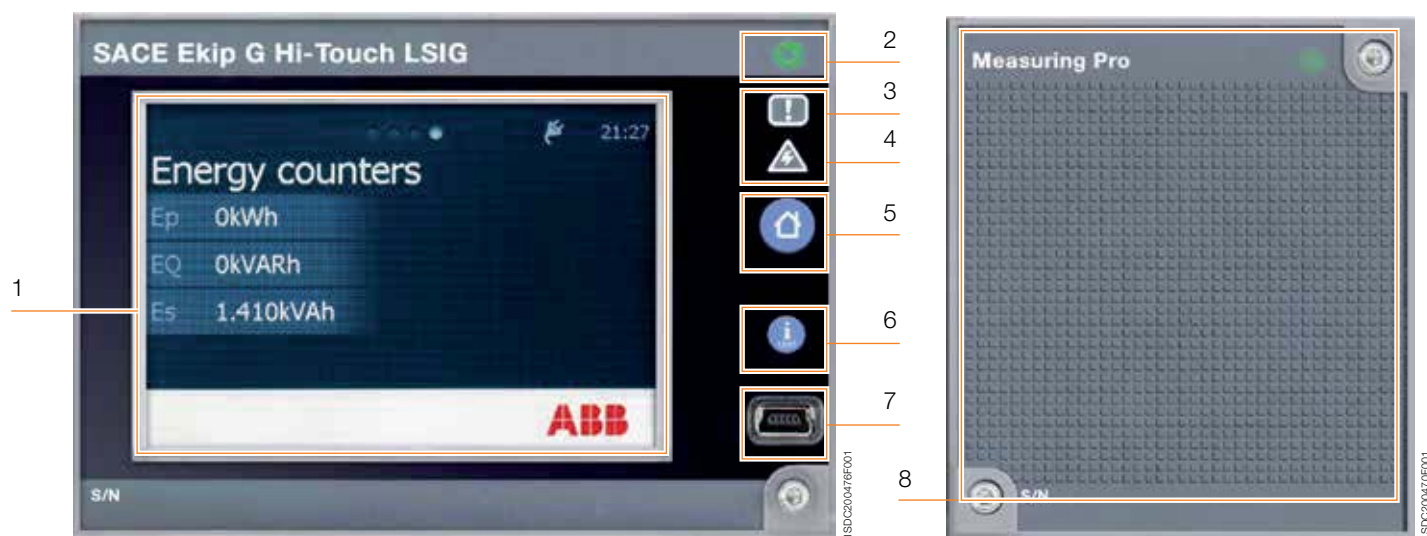 SACE Ekip G Hi-Touch LSIG
21:27
Energy counters
Ep 0kWh
EQ 0kVARh
Es 1.410kVAh
ABB
S/N
1
2
3
4
5
6
7
8
1SDC200476F001
Measuring Pro
S/N
1SDC200470F001